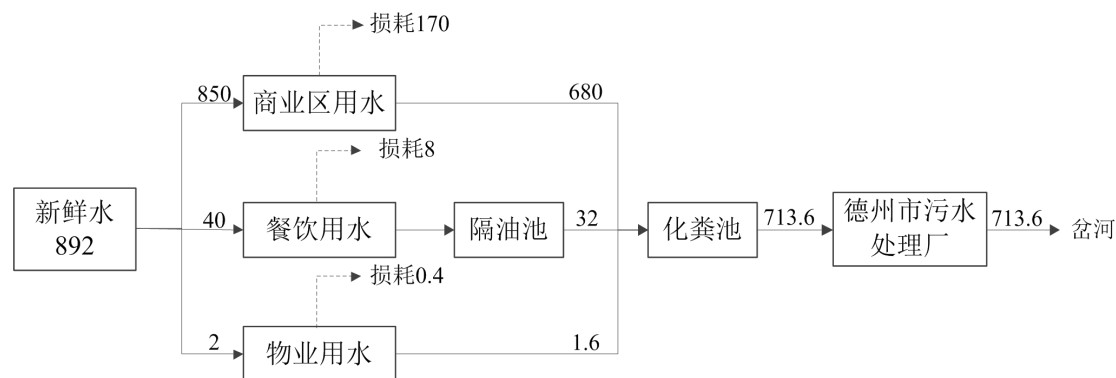 损耗170
850
商业区用水
680
损耗8
新鲜水
892
40
餐饮用水
隔油池
32
化粪池
713.6
德州市污水
处理厂
713.6
岔河
损耗0.4
2
物业用水
1.6